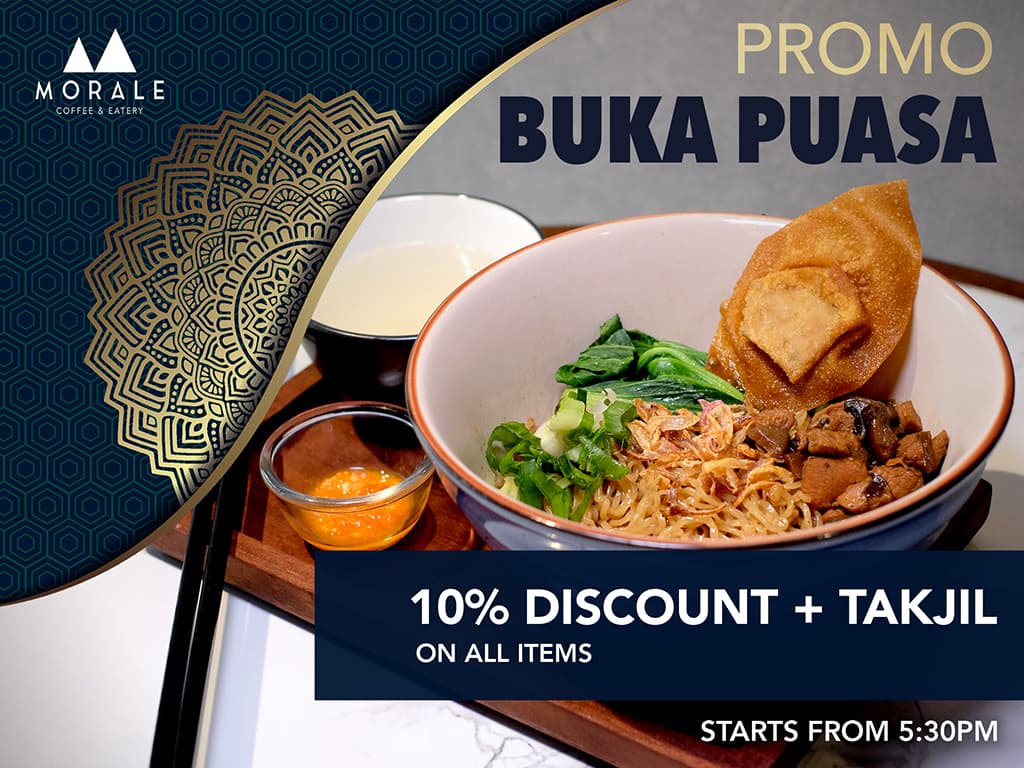 MORALE
COFFEE & EATERY
PROMO
BUKA PUASA
10% DISCOUNT + TAKJIL
ON ALL ITEMS
STARTS FROM 5:30PM